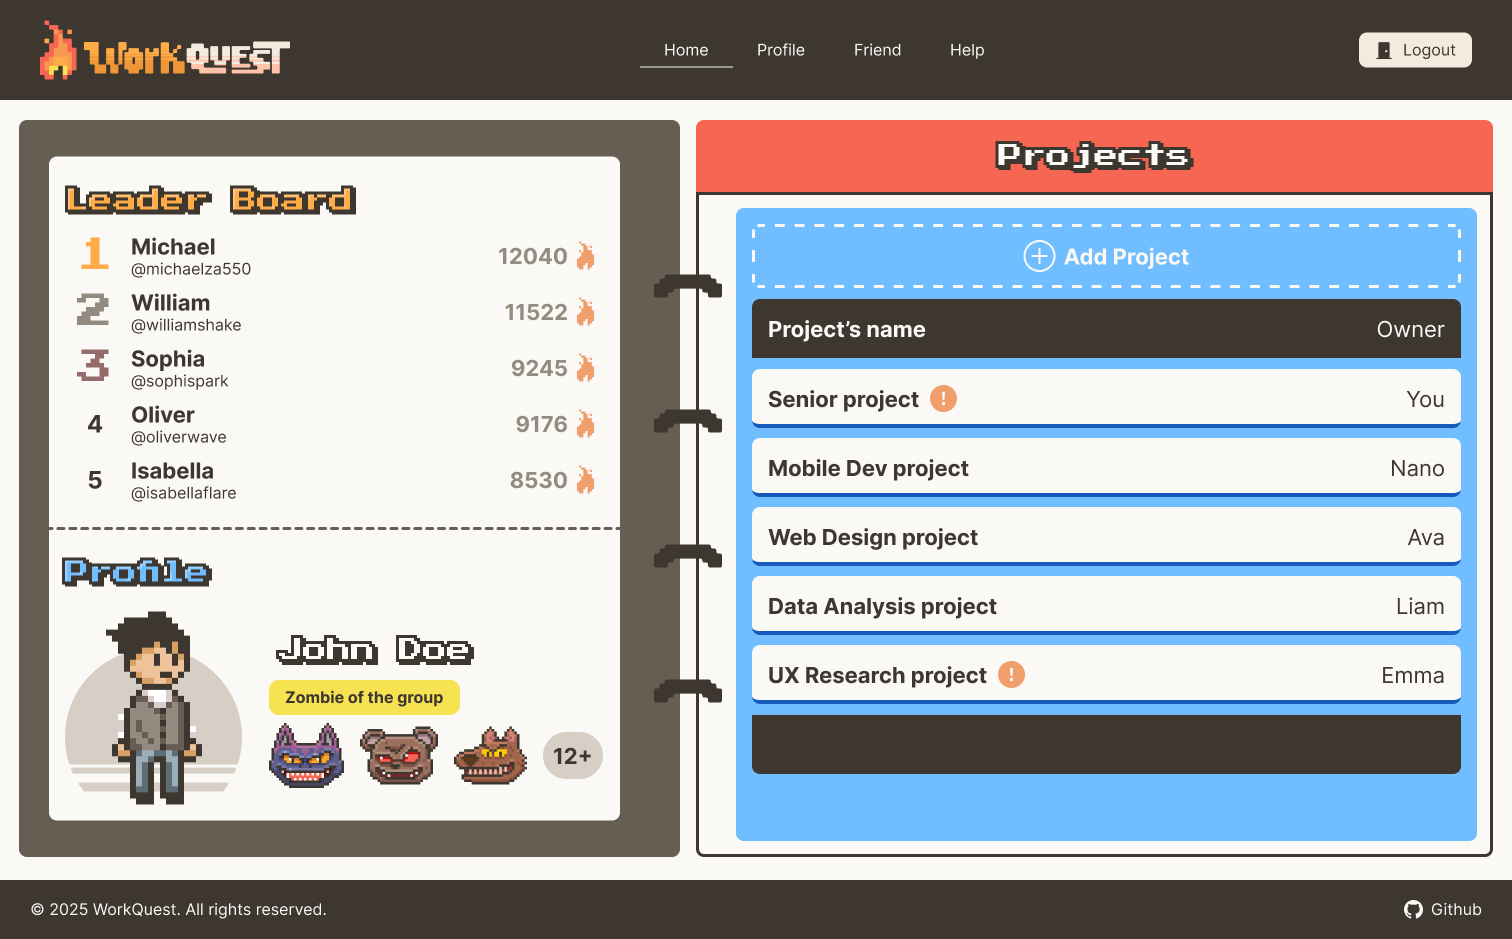 WorkQUEST
Home
Profile
Friend
Help
Logout
Leader Board
1
Michael
@michaelza550
12040
2
William
@williamshake
11522
3
Sophia
@sophispark
9245
4
Oliver
@oliverwave
9176
5
Isabella
@isabellaflare
8530
Profile
John Doe
Zombie of the group
12+
Projects
Add Project
Project’s name
Owner
Senior project
!
You
Mobile Dev project
Nano
Web Design project
Ava
Data Analysis project
Liam
UX Research project
!
Emma
© 2025 WorkQuest. All rights reserved.
Github